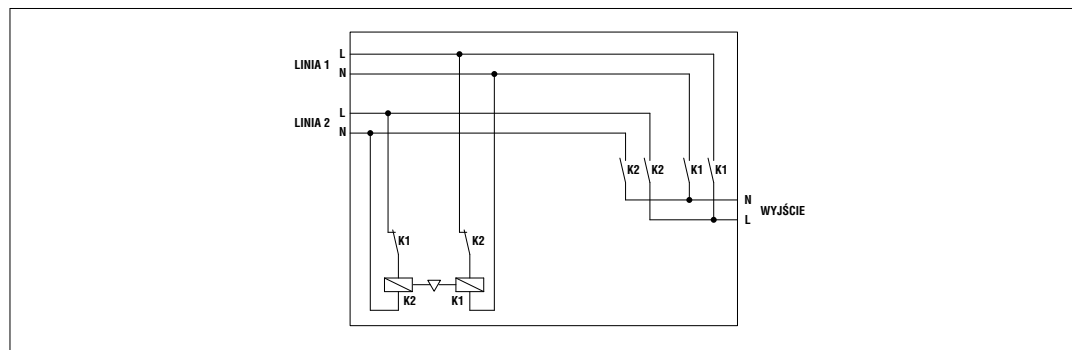 L
LINIA 1
N
L
LINIA 2
N
K2 K2 K1 K1
N
WYJŚCIE
L
K1 K2
K2 K1